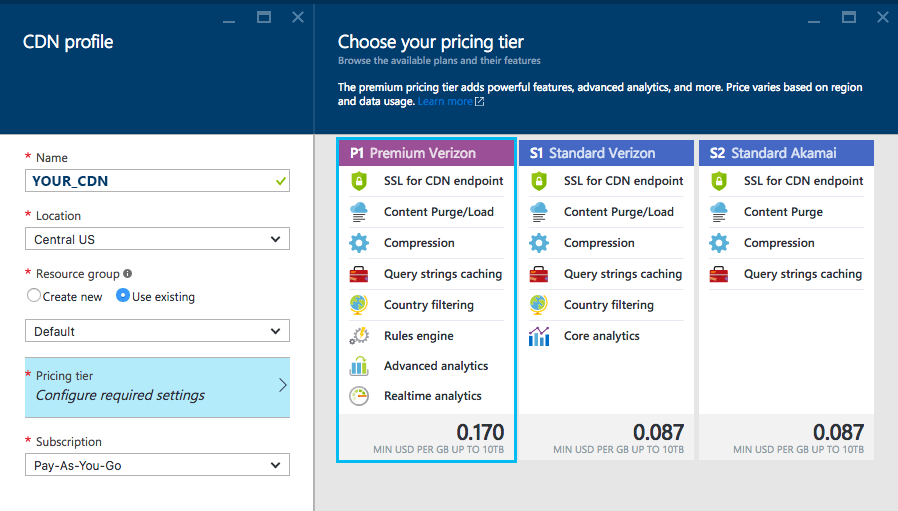 CDN profile
* Name
YOUR_CDN
* Location
Central US
* Resource group
Create new
Use existing
Default
* Pricing tier
Configure required settings
* Subscription
Pay-As-You-Go
Choose your pricing tier
Browse the available plans and their features
The premium pricing tier adds powerful features, advanced analytics, and more. Price varies based on region
and data usage. Learn more
P1 Premium Verizon
SSL for CDN endpoint
Content Purge/Load
Compression
Query strings caching
Country filtering
Rules engine
Advanced analytics
Realtime analytics
0.170
MIN USD PER GB UP TO 10TB
S1 Standard Verizon
SSL for CDN endpoint
Content Purge/Load
Compression
Query strings caching
Country filtering
Core analytics
0.087
MIN USD PER GB UP TO 10TB
S2 Standard Akamai
SSL for CDN endpoint
Content Purge
Compression
Query strings caching
0.087
MIN USD PER GB UP TO 10TB